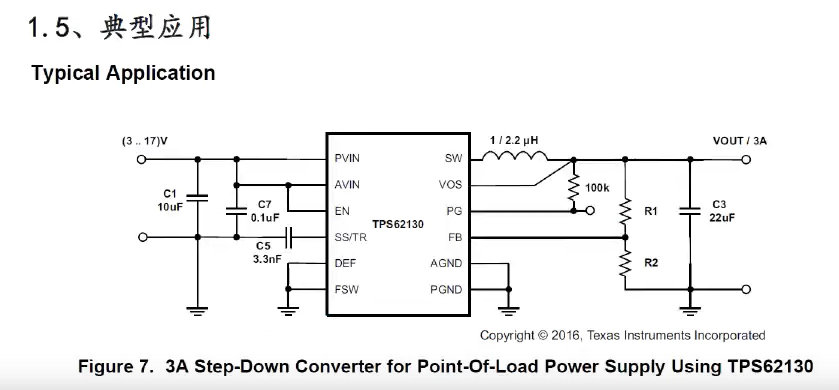 1.5、典型应用
Typical Application
(3 .. 17)V
1 / 2.2 µH
VOUT / 3A
PVIN
SW
AVIN
VOS
100k
C1
10uF
C7
0.1uF
EN
PG
R1
C3
22uF
TPS62130
SS/TR
FB
C5
3.3nF
DEF
AGND
R2
FSW
PGND
Copyright © 2016, Texas Instruments Incorporated
Figure 7. 3A Step-Down Converter for Point-Of-Load Power Supply Using TPS62130